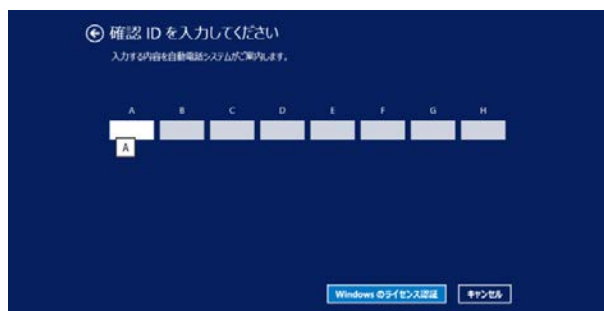 確認 ID を入力してください
入力する内容を自動電話システムがご案内します。
A B C D E F G H
A
Windows のライセンス認証 キャンセル